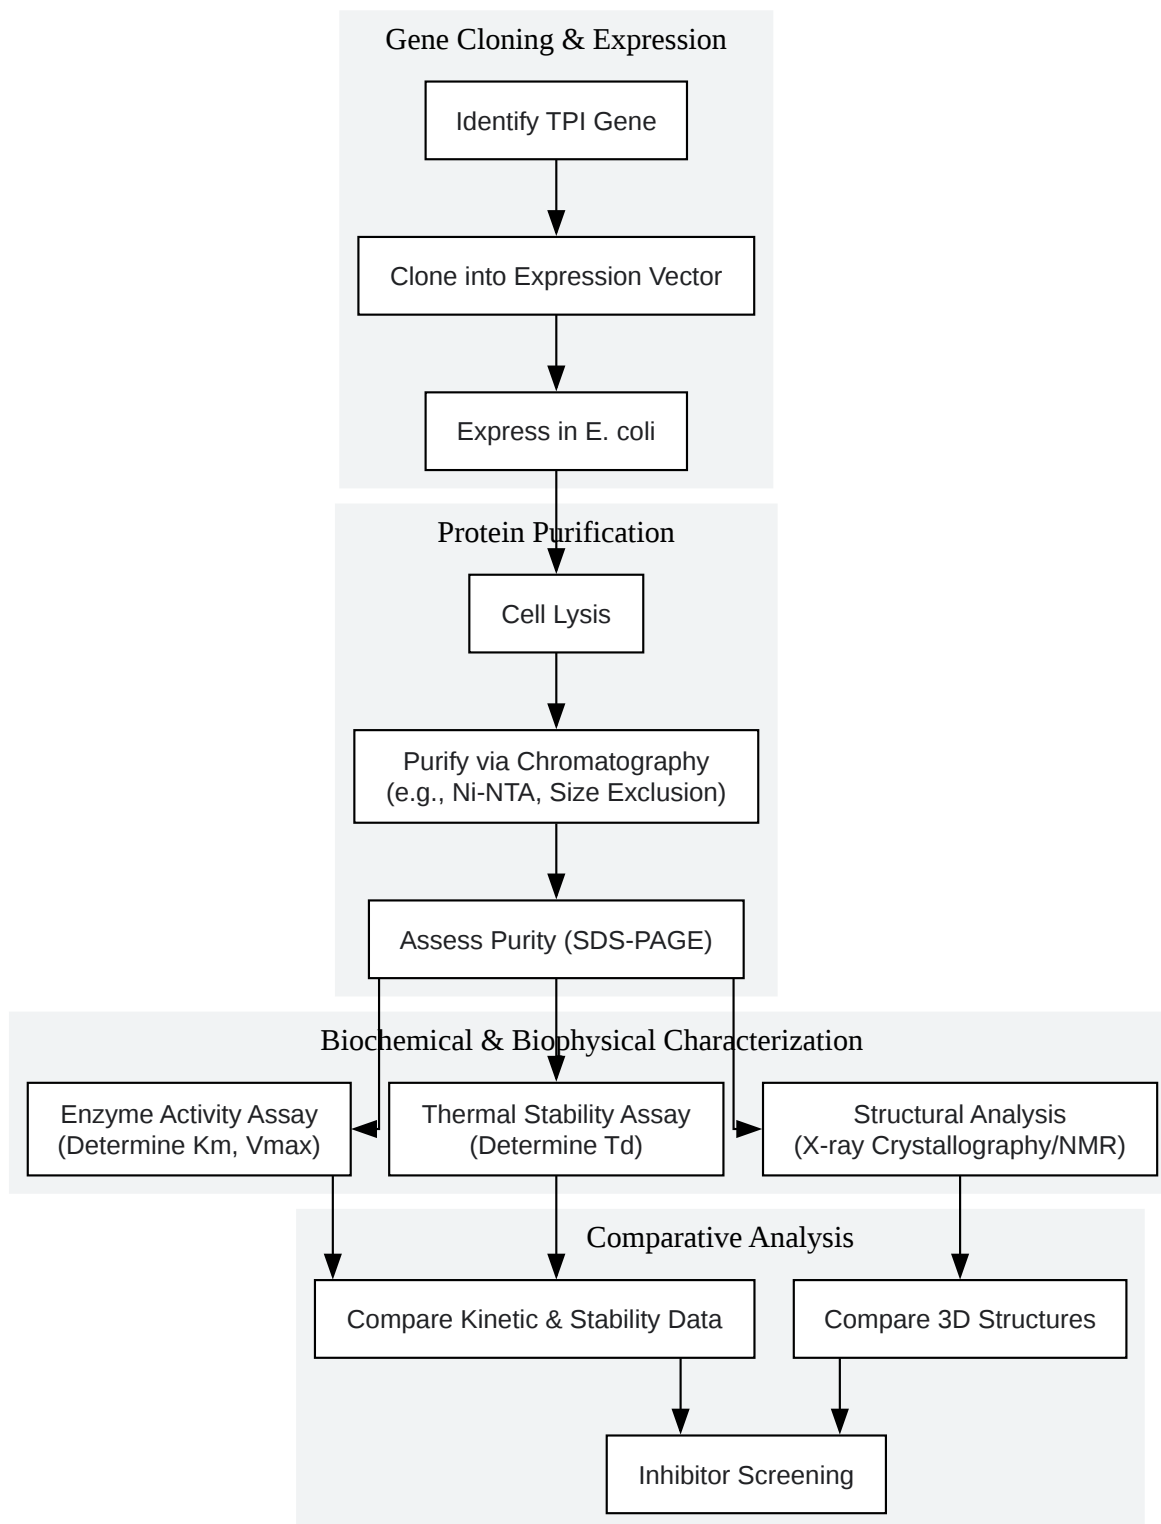 Gene Cloning & Expression
Identify TPI Gene
Clone into Expression Vector
Express in E. coli
Protein Purification
Cell Lysis
Purify via Chromatography
(e.g., Ni-NTA, Size Exclusion)
Assess Purity (SDS-PAGE)
Biochemical & Biophysical Characterization
Enzyme Activity Assay
(Determine Km, Vmax)
Thermal Stability Assay
(Determine Td)
Structural Analysis
(X-ray Crystallography/NMR)
Comparative Analysis
Compare Kinetic & Stability Data
Compare 3D Structures
Inhibitor Screening